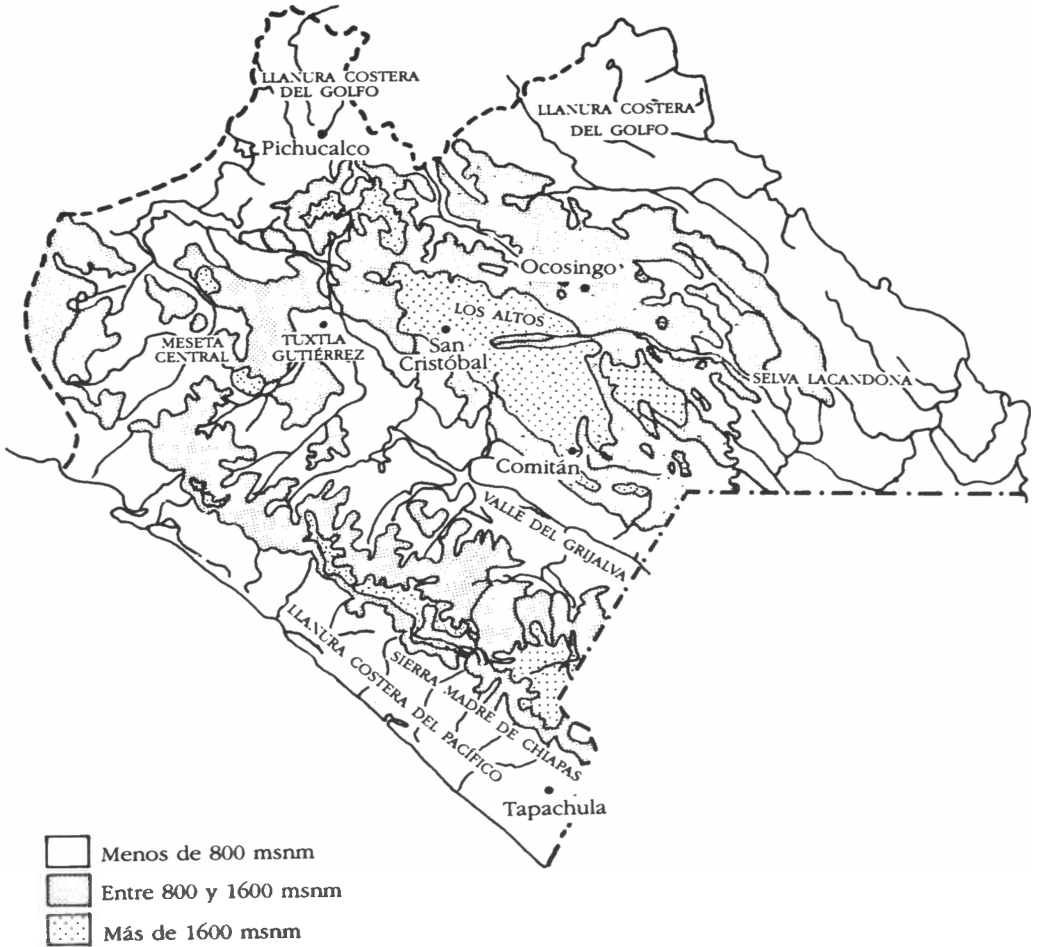 LLANURA COSTERA
DEL GOLFO
LLANURA COSTERA
DEL GOLFO
Pichucalco
Ocosingo
LOS ALTOS
MESETA
CENTRAL
TUXTLA
GUTIÉRREZ
San
Cristóbal
SELVA LACANDONA
Comitán
VALLE DEL GRIJALVA
LLANURA COSTERA DEL PACÍFICO
SIERRA MADRE DE CHIAPAS
Tapachula
Menos de 800 msnm
Entre 800 y 1600 msnm
Más de 1600 msnm